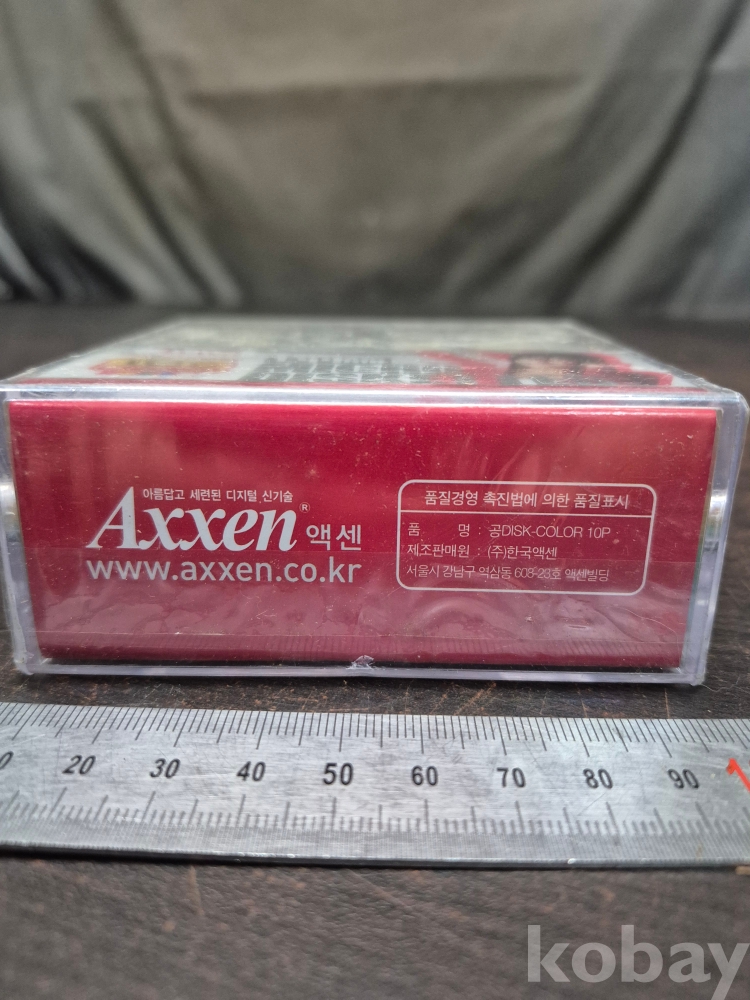 아름답고 세련된 디지털 신기술
Axxen® 액센
www.axxen.co.kr
품질경영 촉진법에 의한 품질표시
품 명 : 공DISK-COLOR 10P
제조판매원 : (주)한국액센
서울시 강남구 역삼동 603-23호 액센빌딩
20 30 40 50 60 70 80 90
kobay